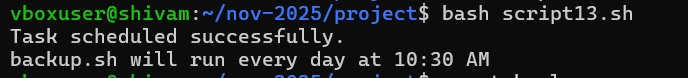 vboxuser@shivam:~/nov-2025/project$ bash script13.sh
Task scheduled successfully.
backup.sh will run every day at 10:30 AM